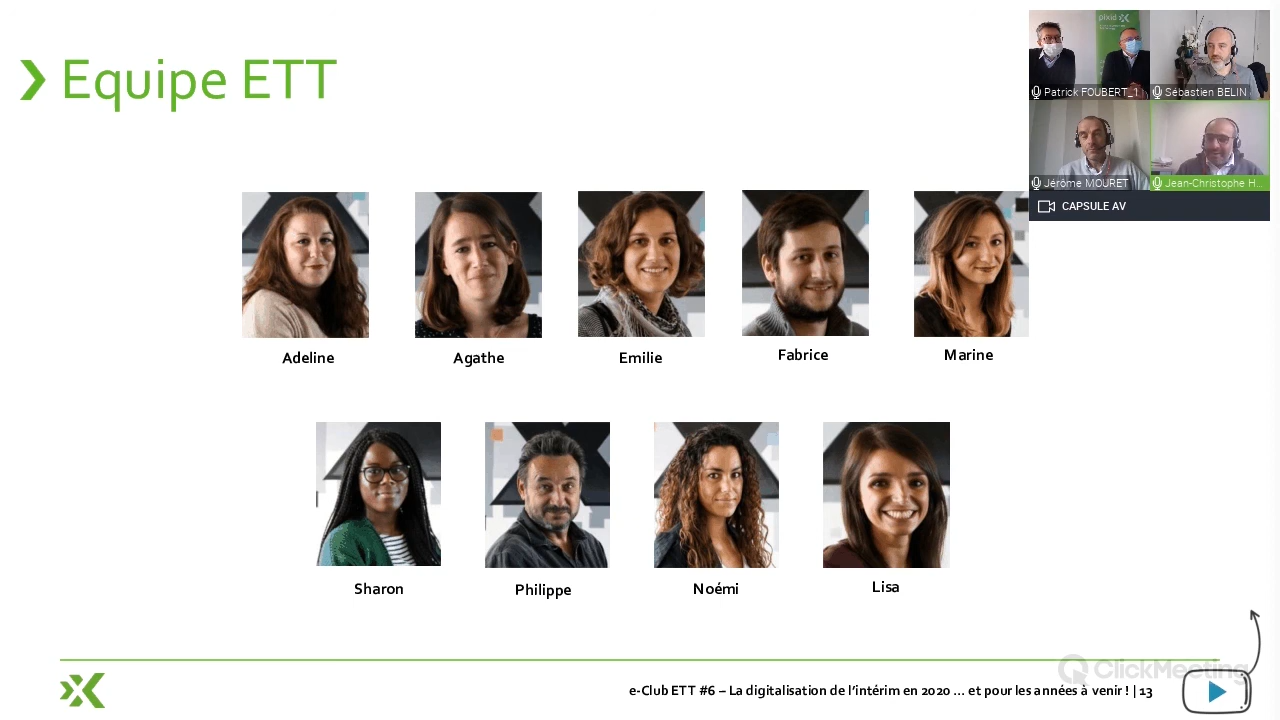 Equipe ETT
pixid
Patrick FOUBERT_1
Sébastien BELIN
Jérôme MOURET
Jean-Christophe H...
CAPSULE AV
Adeline
Agathe
Emilie
Fabrice
Marine
Sharon
Philippe
Noémi
Lisa
ClickMeeting
e-Club ETT #6 – La digitalisation de l'intérim en 2020 ... et pour les années à venir ! | 13